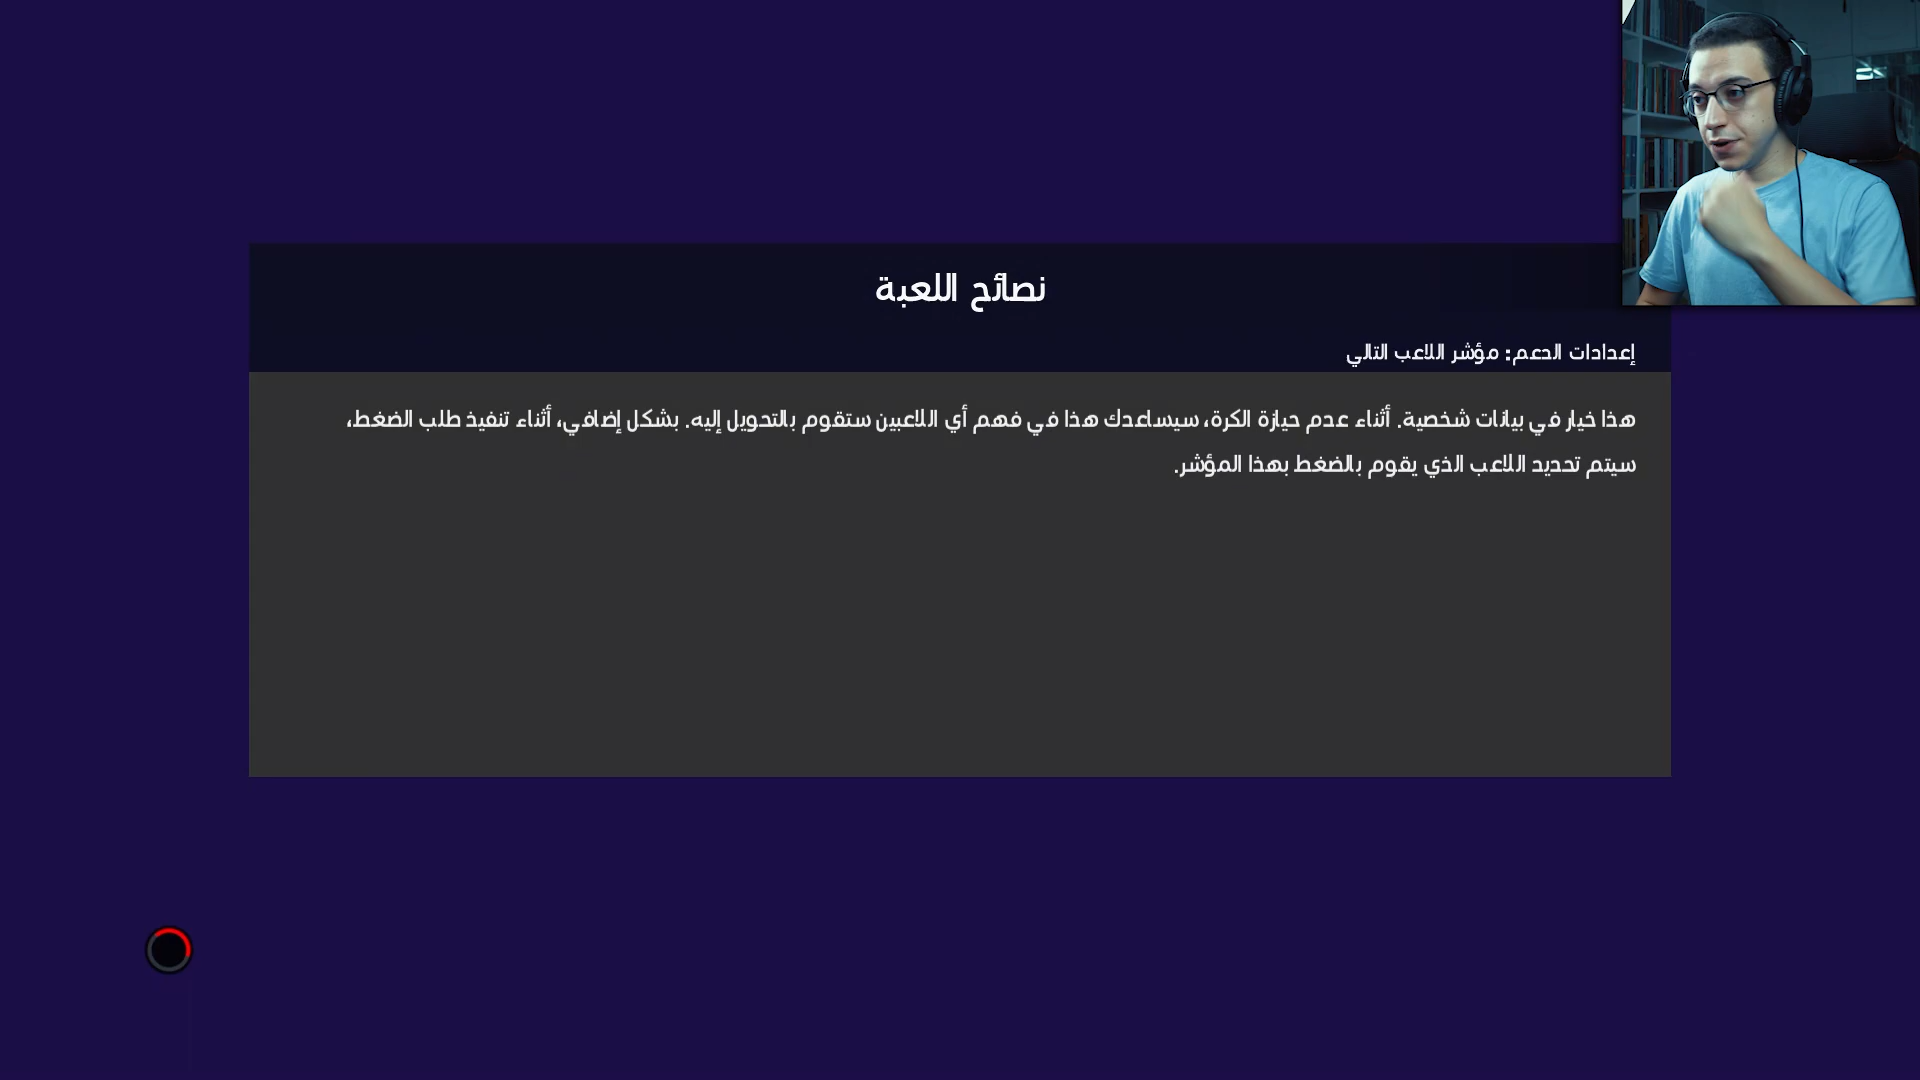 نصائح اللعبة
إعدادات الدعم: مؤشر اللاعب التالي
هذا خيار في بيانات شخصية. أثناء عدم حيازة الكرة، سيساعدك هذا في فهم أي اللاعبين ستقوم بالتحويل إليه. بشكل إضافي، أثناء تنفيذ طلب الضغط،
سيتم تحديد اللاعب الذي يقوم بالضغط بهذا المؤشر.